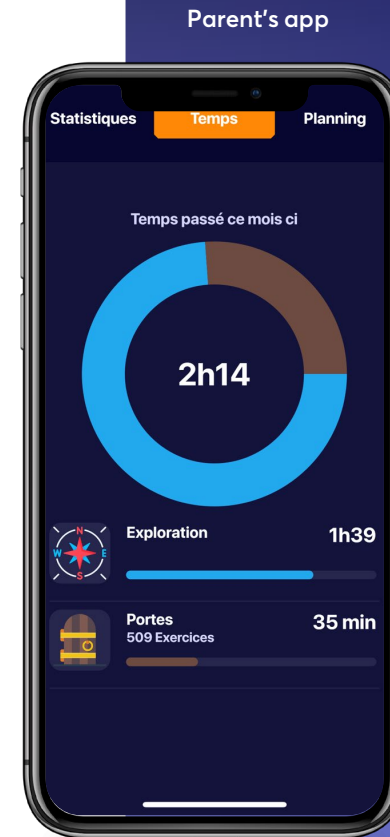 Parent's app
Statistiques Temps Planning
Temps passé ce mois ci
2h14
N
W E
S
Exploration 1h39
Portes 35 min
509 Exercices